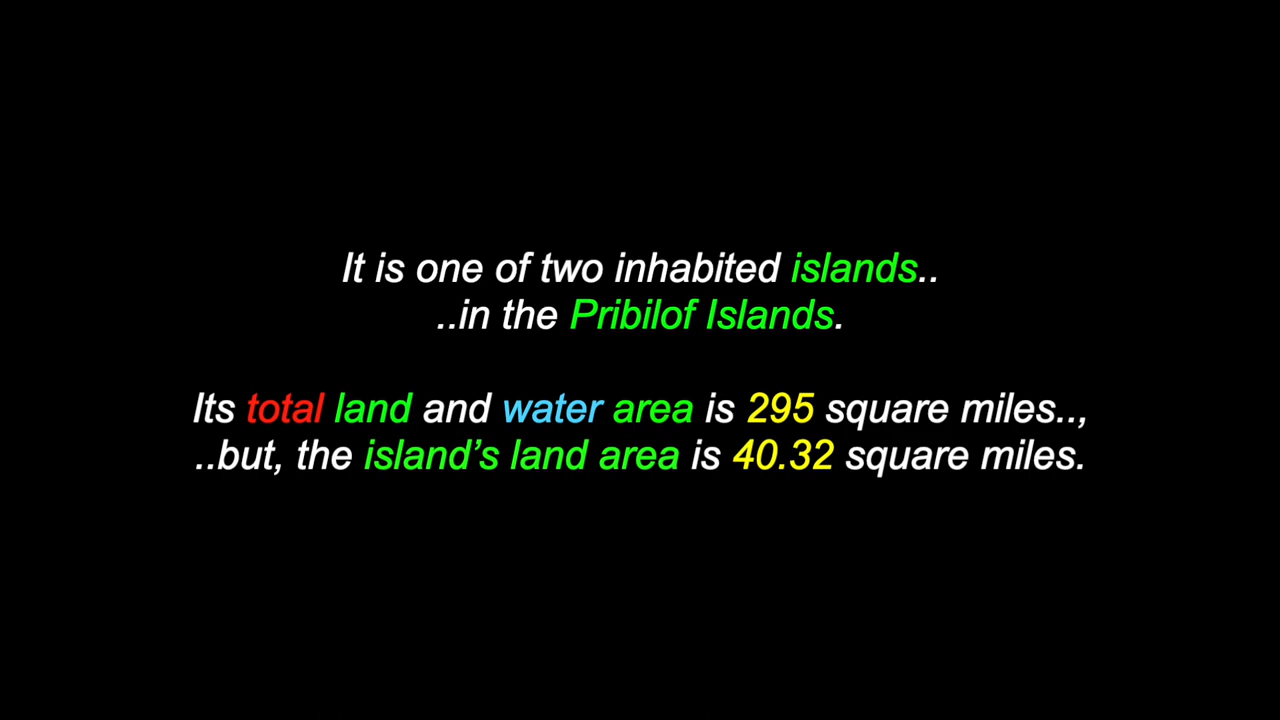 It is one of two inhabited islands..
..in the Pribilof Islands.
Its total land and water area is 295 square miles..,
..but, the island’s land area is 40.32 square miles.